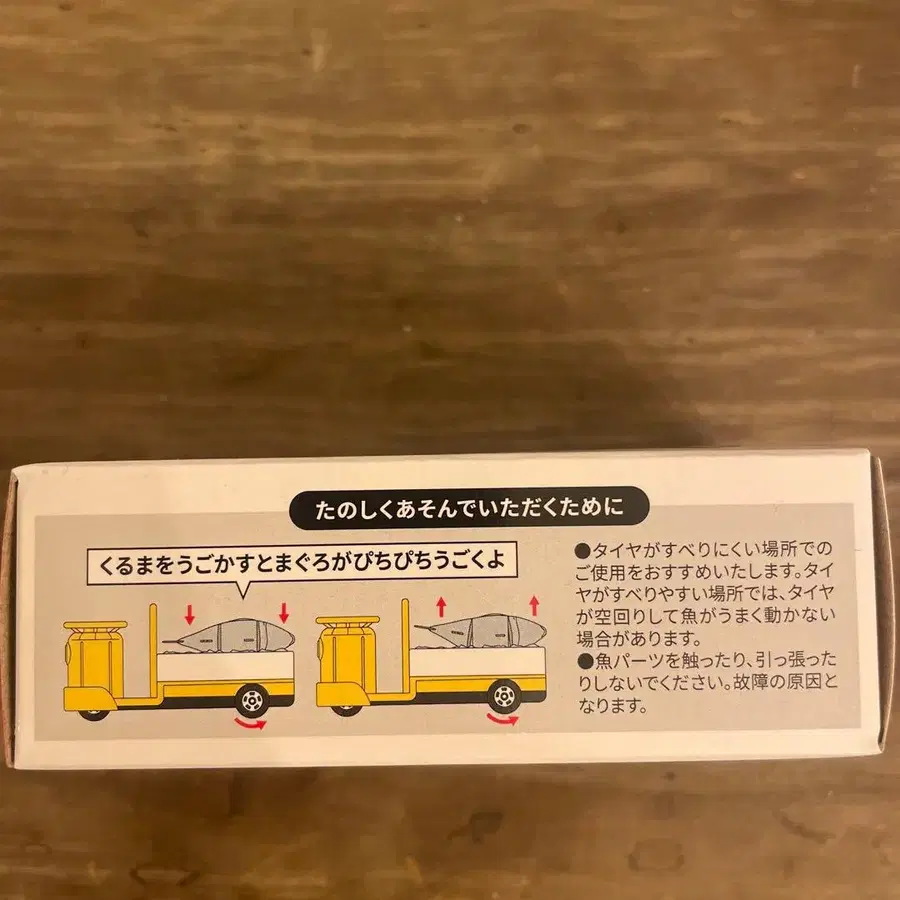 たのしくあそんでいただくために
くるまをうごかすとまぐろがぴちぴちうごくよ
●タイヤがすべりにくい場所での
ご使用をおすすめいたします。タイ
ヤがすべりやすい場所では、タイヤ
が空回りして魚がうまく動かない
場合があります。
●魚パーツを触ったり、引っ張った
りしないでください。故障の原因と
なります。